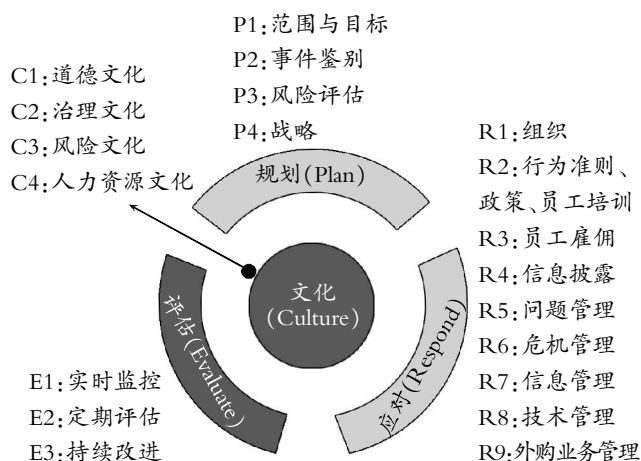 P1:范围与目标
P2:事件鉴别
P3:风险评估
P4:战略
C1:道德文化
C2:治理文化
C3:风险文化
C4:人力资源文化
规划(Plan)
R1:组织
R2:行为准则、
政策、员工培训
R3:员工雇佣
R4:信息披露
R5:问题管理
R6:危机管理
R7:信息管理
R8:技术管理
R9:外购业务管理
文化
(Culture)
评估(Evaluate)
应对(Respond)
E1:实时监控
E2:定期评估
E3:持续改进